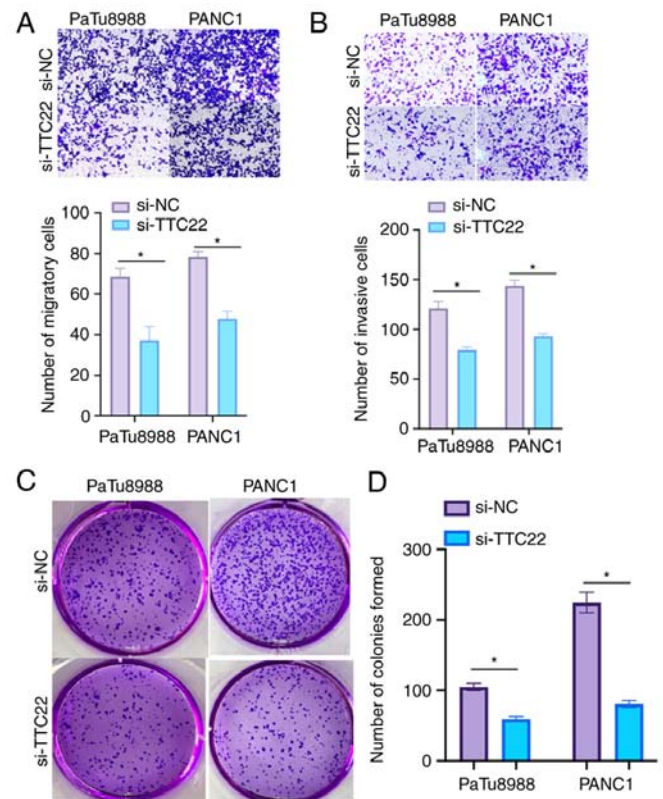 A
PaTu8988 PANC1
si-NC
si-TTC22
si-NC
si-TTC22
Number of migratory cells
100
80
60
40
20
0
*
*
PaTu8988 PANC1
B
PaTu8988 PANC1
si-NC
si-TTC22
si-NC
si-TTC22
Number of invasive cells
200
150
100
50
0
*
*
PaTu8988 PANC1
C
PaTu8988 PANC1
si-NC
si-TTC22
D
si-NC
si-TTC22
Number of colonies formed
300
200
100
0
*
*
PaTu8988 PANC1